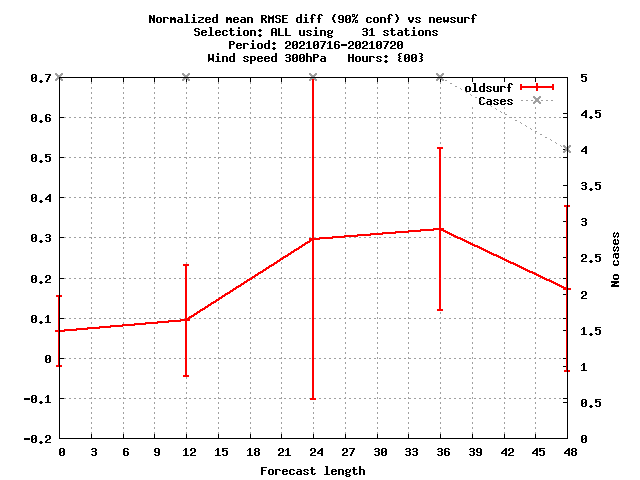 Normalized mean RMSE diff (90% conf) vs newsurf
Selection: ALL using    31 stations
Period: 20210716-20210720
Wind speed 300hPa   Hours: {00}
oldsurf
Cases
0.7
0.6
0.5
0.4
0.3
0.2
0.1
0
-0.1
-0.2
5
4.5
4
3.5
3
2.5
2
1.5
1
0.5
0
No cases
0 3 6 9 12 15 18 21 24 27 30 33 36 39 42 45 48
Forecast length